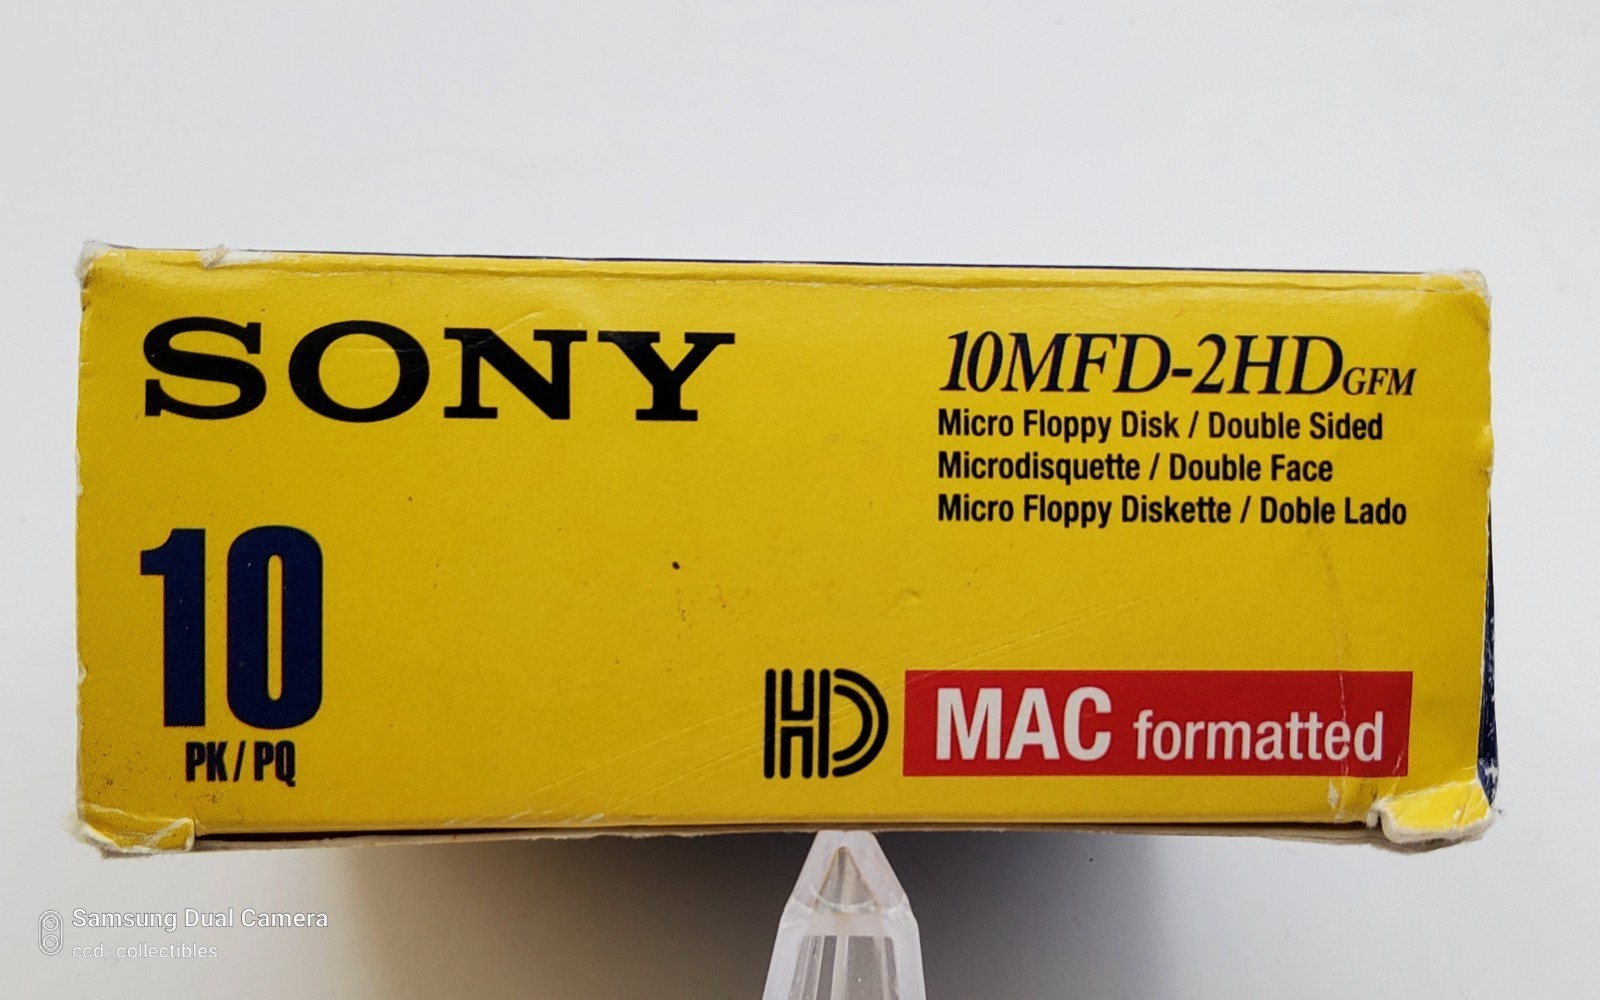 SONY
10
PK / PQ
10MFD-2HDGFM
Micro Floppy Disk / Double Sided
Microdisquette / Double Face
Micro Floppy Diskette / Doble Lado
HD
MAC formatted
Samsung Dual Camera
ccd_collectibles